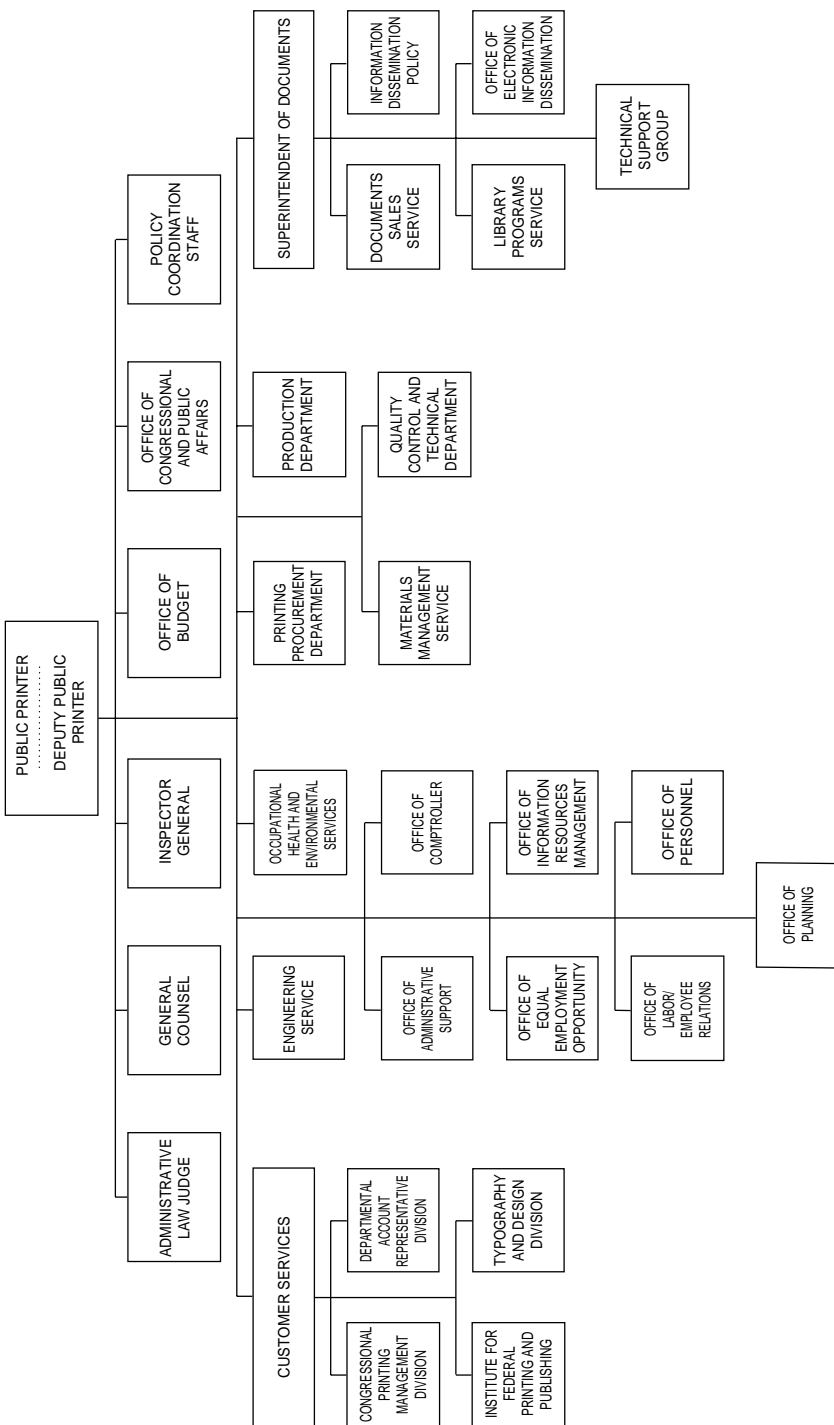 PUBLIC PRINTER
..................
DEPUTY PUBLIC
PRINTER
ADMINISTRATIVE
LAW JUDGE
GENERAL
COUNSEL
INSPECTOR
GENERAL
OFFICE OF
BUDGET
OFFICE OF
CONGRESSIONAL
AND PUBLIC
AFFAIRS
POLICY
COORDINATION
STAFF
CUSTOMER SERVICES
CONGRESSIONAL
PRINTING
MANAGEMENT
DIVISION
DEPARTMENTAL
ACCOUNT
REPRESENTATIVE
DIVISION
INSTITUTE FOR
FEDERAL
PRINTING AND
PUBLISHING
TYPOGRAPHY
AND DESIGN
DIVISION
ENGINEERING
SERVICE
OCCUPATIONAL
HEALTH AND
ENVIRONMENTAL
SERVICES
OFFICE OF
ADMINISTRATIVE
SUPPORT
OFFICE OF
COMPTROLLER
OFFICE OF
EQUAL
EMPLOYMENT
OPPORTUNITY
OFFICE OF
INFORMATION
RESOURCES
MANAGEMENT
OFFICE OF
LABOR/
EMPLOYEE
RELATIONS
OFFICE OF
PERSONNEL
OFFICE OF
PLANNING
PRINTING
PROCUREMENT
DEPARTMENT
PRODUCTION
DEPARTMENT
MATERIALS
MANAGEMENT
SERVICE
QUALITY
CONTROL AND
TECHNICAL
DEPARTMENT
SUPERINTENDENT OF DOCUMENTS
DOCUMENTS
SALES
SERVICE
INFORMATION
DISSEMINATION
POLICY
LIBRARY
PROGRAMS
SERVICE
OFFICE OF
ELECTRONIC
INFORMATION
DISSEMINATION
TECHNICAL
SUPPORT
GROUP